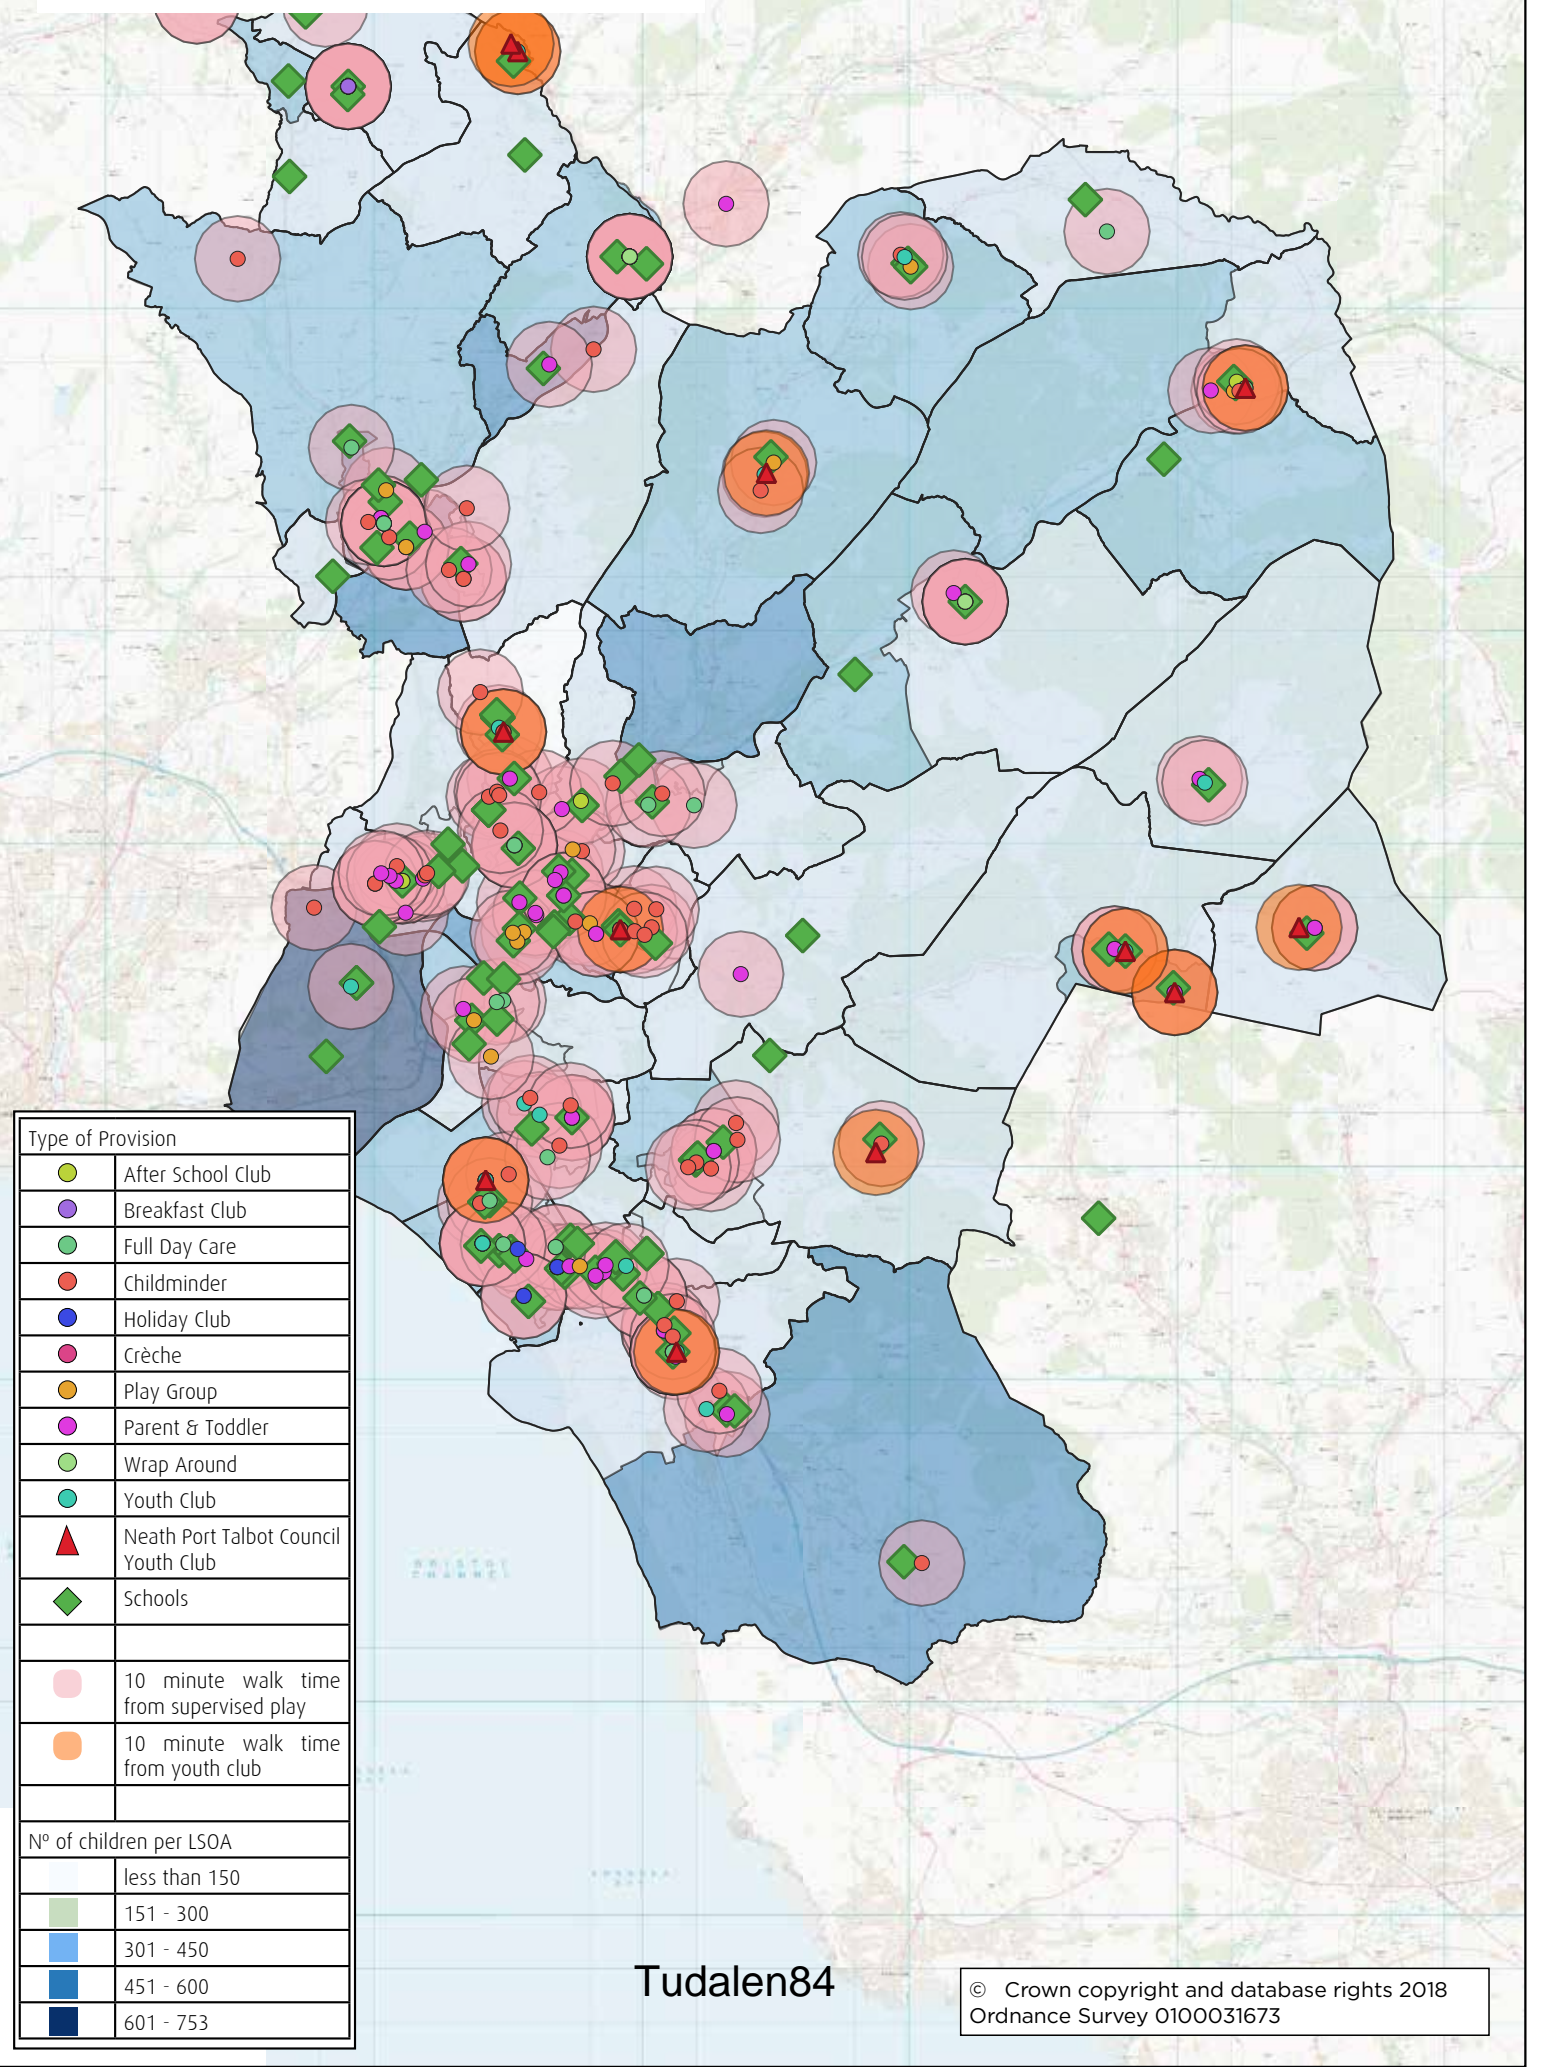 Type of Provision
After School Club
Breakfast Club
Full Day Care
Childminder
Holiday Club
Crèche
Play Group
Parent & Toddler
Wrap Around
Youth Club
Neath Port Talbot Council
Youth Club
Schools
10 minute walk time
from supervised play
10 minute walk time
from youth club
Nº of children per LSOA
less than 150
151 - 300
301 - 450
451 - 600
601 - 753
BRISTOL
CHANNEL
Tudalen84
© Crown copyright and database rights 2018
Ordnance Survey 0100031673